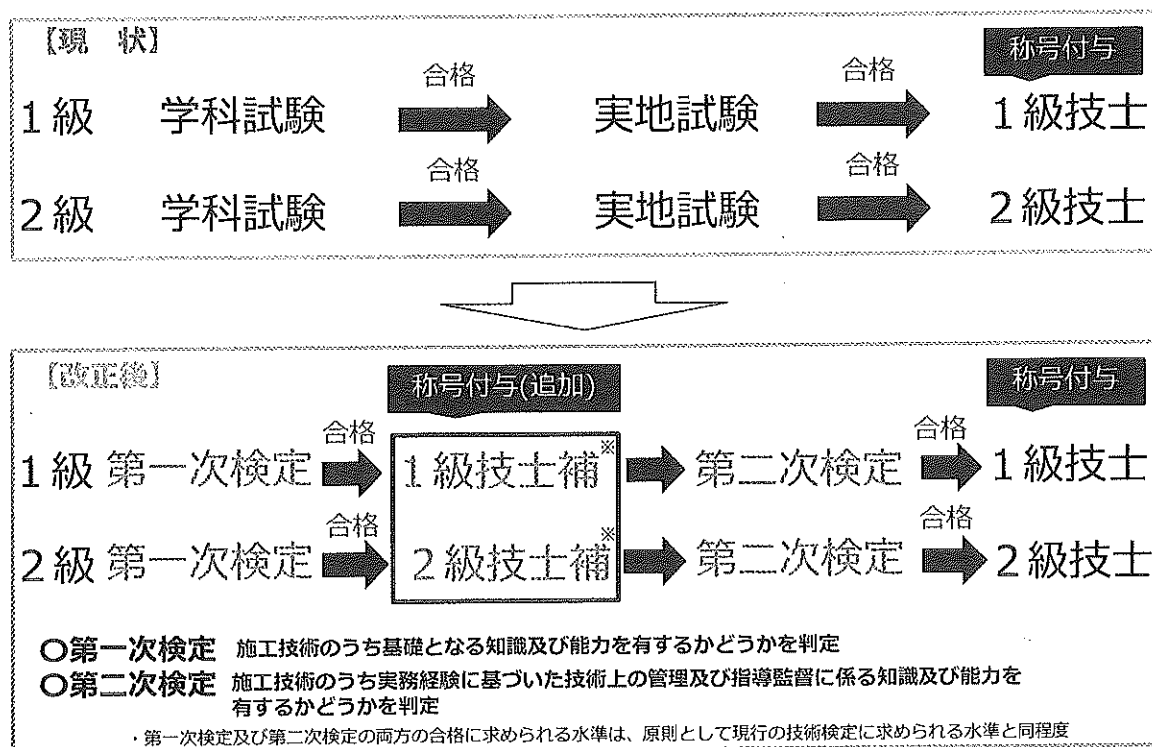 【現 状】
称号付与
合格 合格
1級 学科試験 実地試験 1級技士
合格 合格
2級 学科試験 実地試験 2級技士
【改正後】
称号付与(追加) 称号付与
合格 合格
1級 第一次検定 1級技士補※ 第二次検定 1級技士
合格 合格
2級 第一次検定 2級技士補※ 第二次検定 2級技士
○第一次検定 施工技術のうち基礎となる知識及び能力を有するかどうかを判定
○第二次検定 施工技術のうち実務経験に基づいた技術上の管理及び指導監督に係る知識及び能力を
有するかどうかを判定
・第一次検定及び第二次検定の両方の合格に求められる水準は、原則として現行の技術検定に求められる水準と同程度